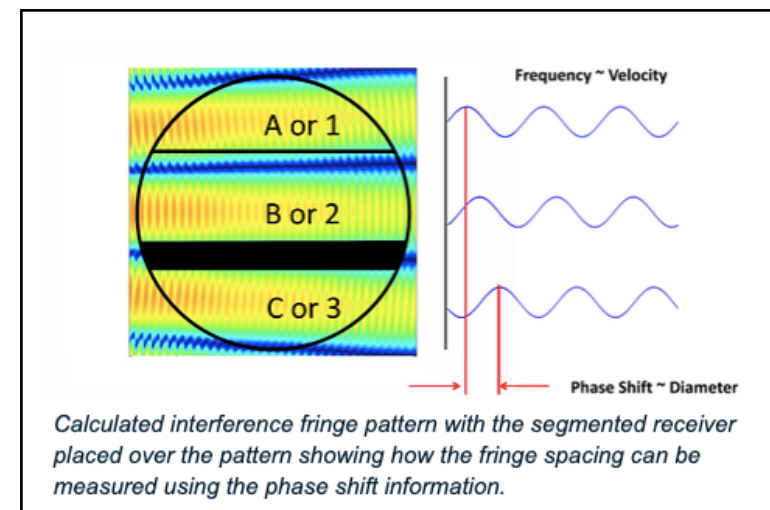 Frequency ~ Velocity
A or 1
B or 2
C or 3
Phase Shift ~ Diameter
Calculated interference fringe pattern with the segmented receiver
placed over the pattern showing how the fringe spacing can be
measured using the phase shift information.